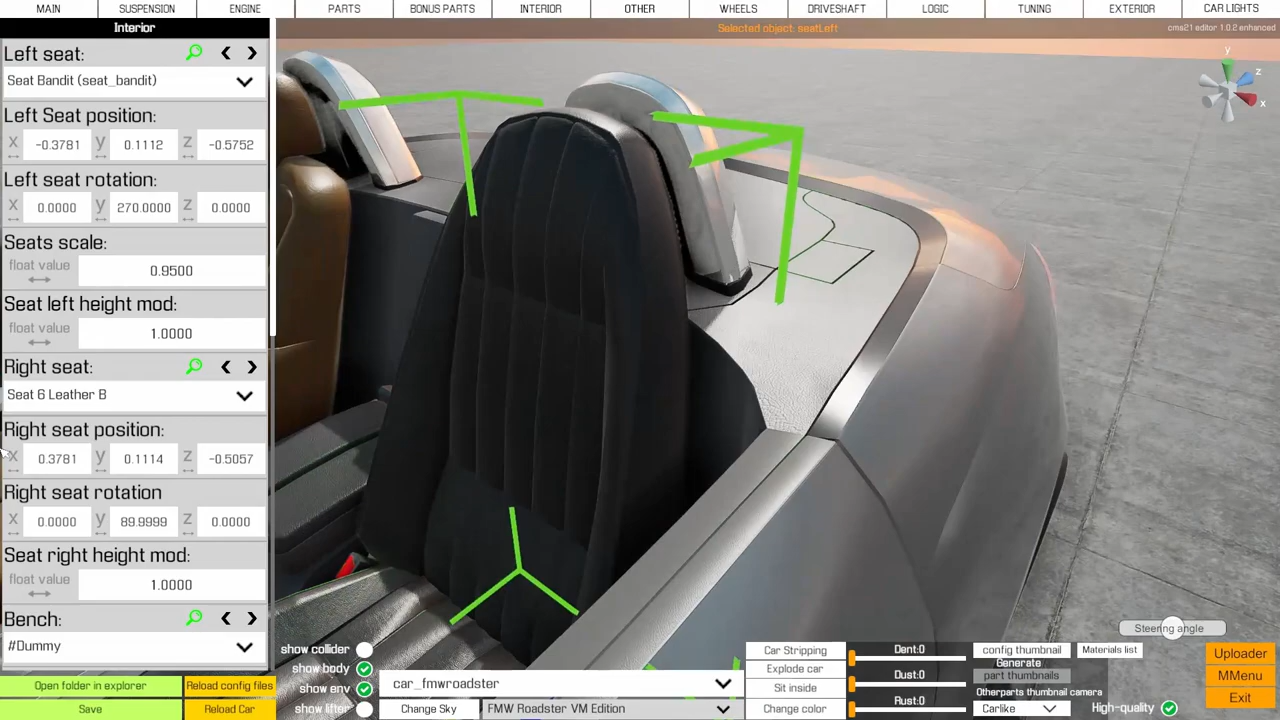 MAIN SUSPENSION ENGINE PARTS BONUS PARTS INTERIOR OTHER WHEELS DRIVESHAFT LOGIC TUNING EXTERIOR CAR LIGHTS
Interior
Selected object: seatLeft
cms21 editor 1.0.2 enhanced
y
z
x
Left seat:
Seat Bandit (seat_bandit)
Left Seat position:
x -0.3781 y 0.1112 z -0.5752
Left seat rotation:
x 0.0000 y 270.0000 z 0.0000
Seats scale:
float value 0.9500
Seat left height mod:
float value 1.0000
Right seat:
Seat 6 Leather B
Right seat position:
x 0.3781 y 0.1114 z -0.5057
Right seat rotation
x 0.0000 y 89.9999 z 0.0000
Seat right height mod:
float value 1.0000
Bench:
#Dummy
Open folder in explorer Reload config files
Save Reload Car
show collider
show body
show env
show lifter
car_fmwroadster
Change Sky FMW Roadster VM Edition
Car Stripping
Explode car
Sit inside
Change color
Dent:0
Dust:0
Rust:0
Steering angle
config thumbnail Materials list
Generate
part thumbnails
Otherparts thumbnail camera
Carlike High-quality
Uploader
MMenu
Exit